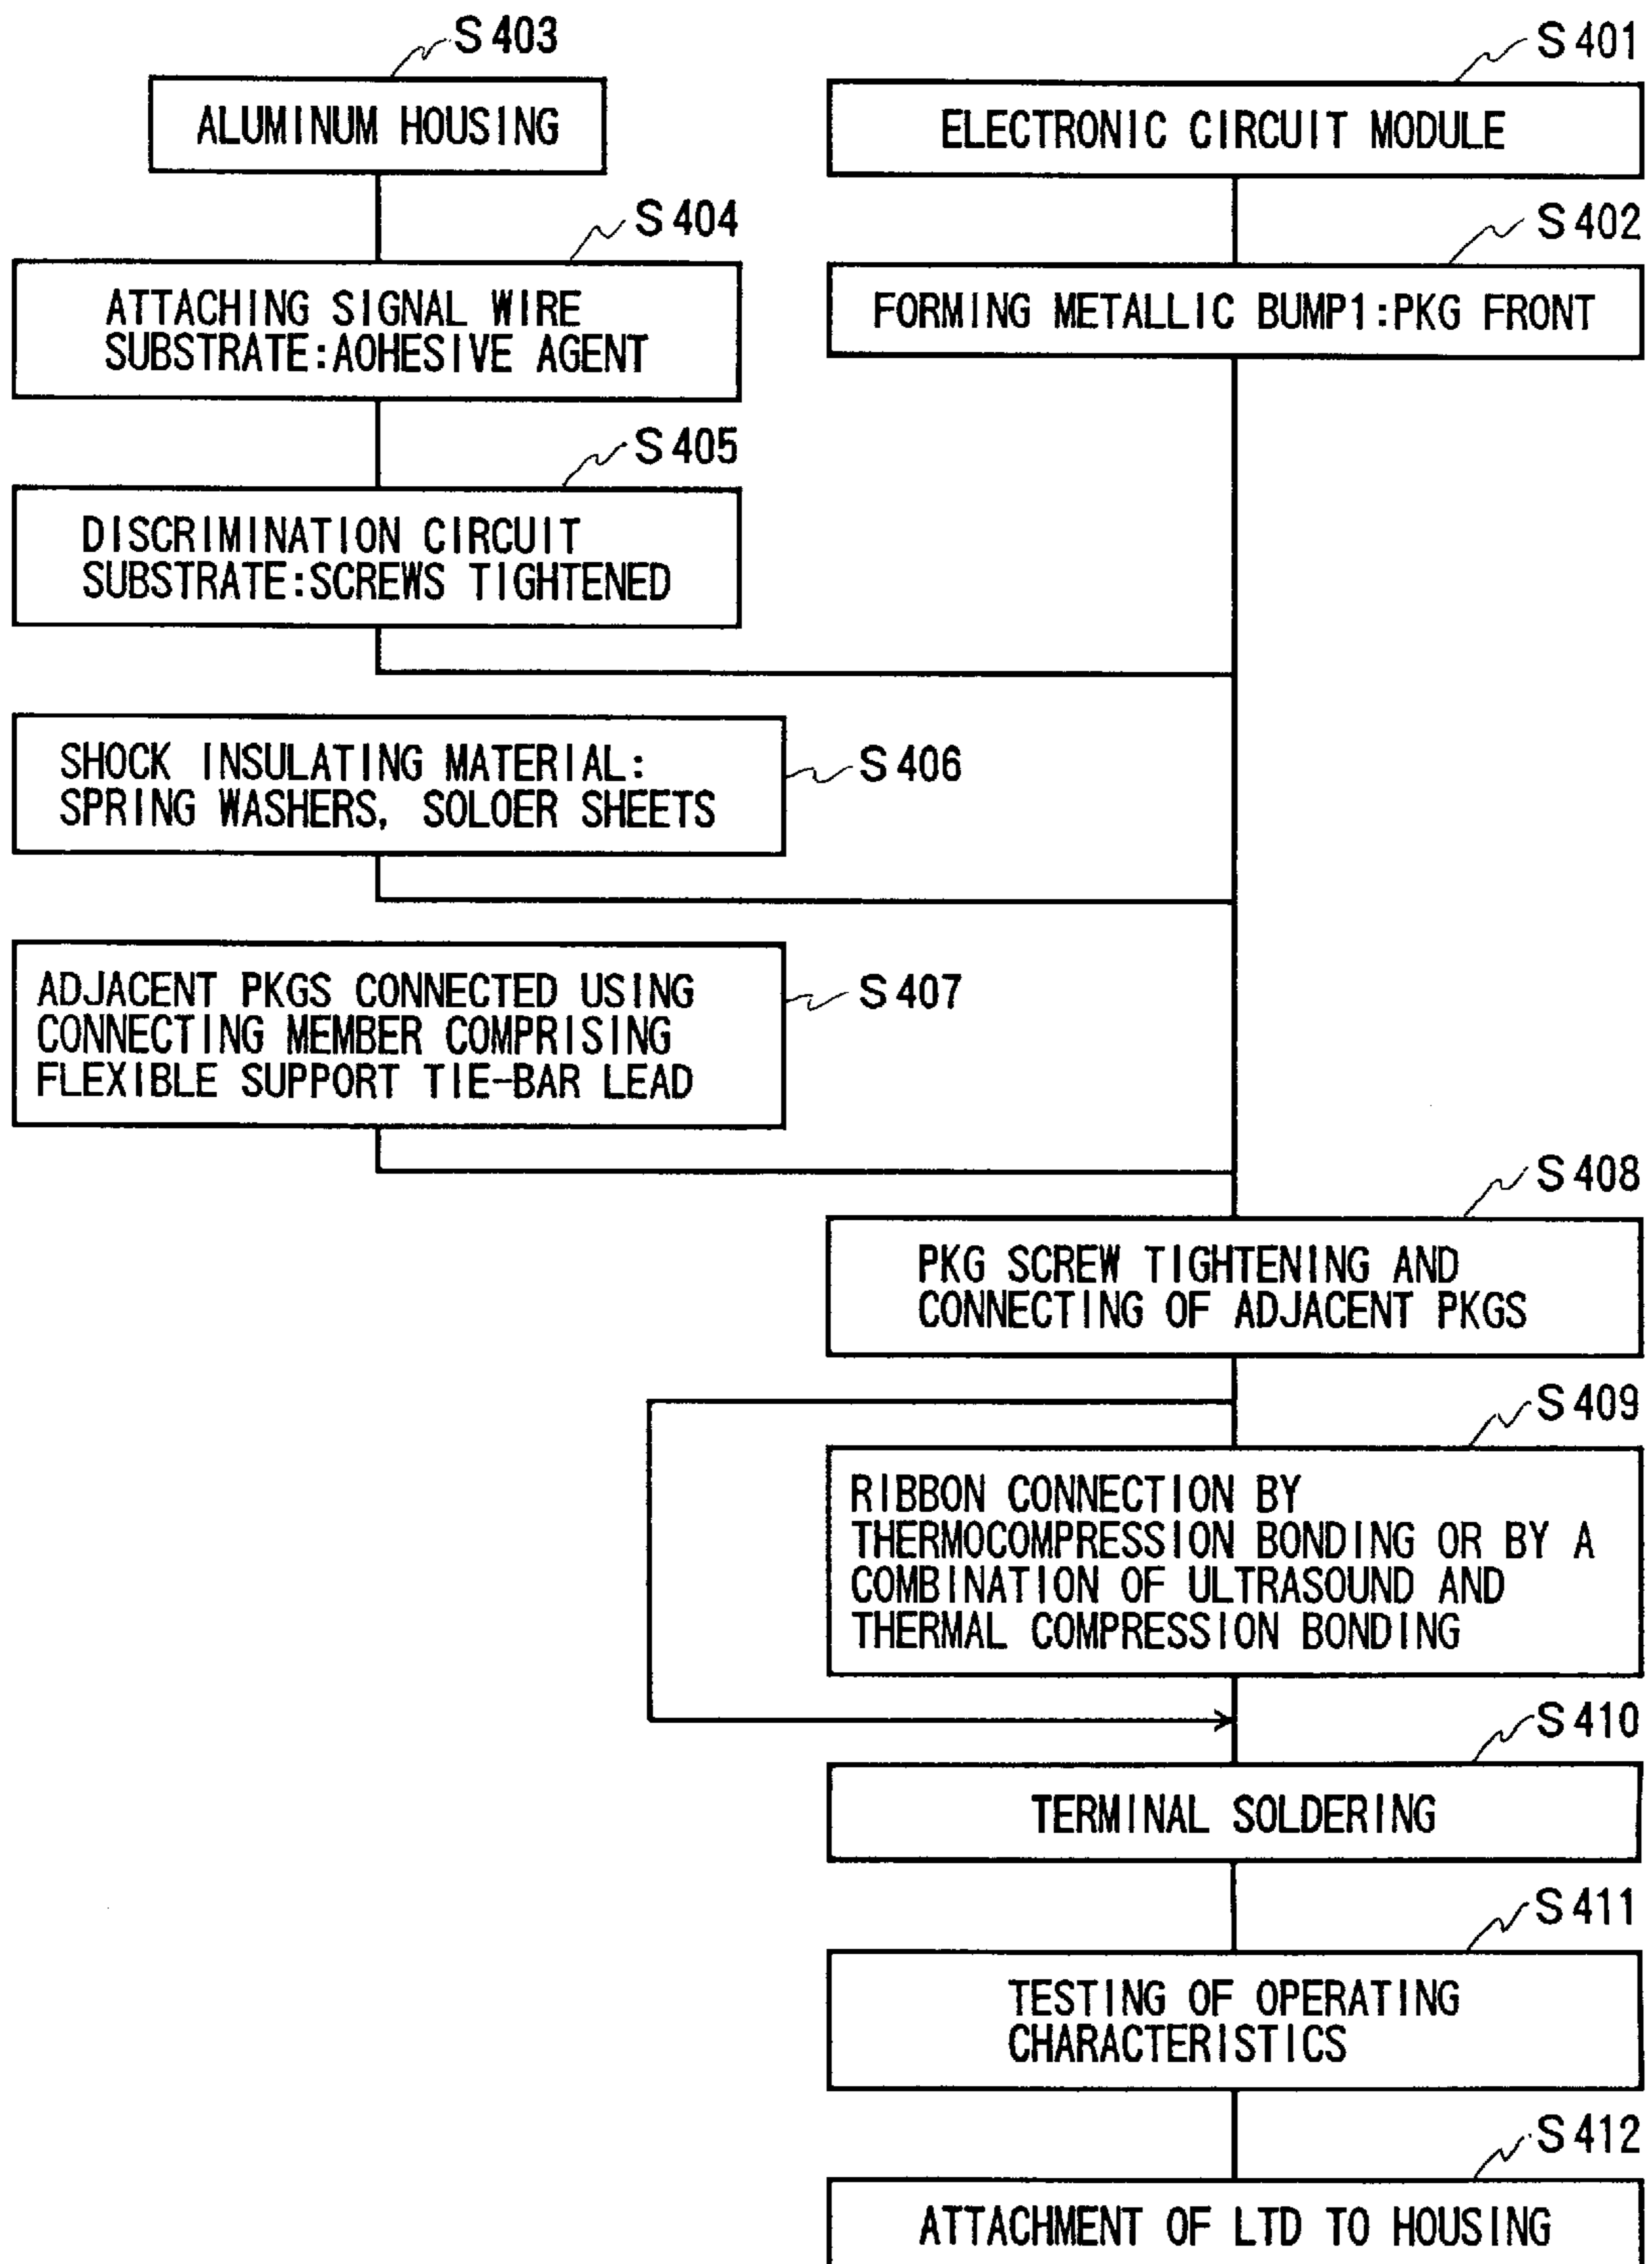 S403
ALUMINUM HOUSING
S401
ELECTRONIC CIRCUIT MODULE
S404
ATTACHING SIGNAL WIRE
SUBSTRATE:AOHESIVE AGENT
S402
FORMING METALLIC BUMP1:PKG FRONT
S405
DISCRIMINATION CIRCUIT
SUBSTRATE:SCREWS TIGHTENED
S406
SHOCK INSULATING MATERIAL:
SPRING WASHERS, SOLOER SHEETS
S407
ADJACENT PKGS CONNECTED USING
CONNECTING MEMBER COMPRISING
FLEXIBLE SUPPORT TIE-BAR LEAD
S408
PKG SCREW TIGHTENING AND
CONNECTING OF ADJACENT PKGS
S409
RIBBON CONNECTION BY
THERMOCOMPRESSION BONDING OR BY A
COMBINATION OF ULTRASOUND AND
THERMAL COMPRESSION BONDING
S410
TERMINAL SOLDERING
S411
TESTING OF OPERATING
CHARACTERISTICS
S412
ATTACHMENT OF LTD TO HOUSING